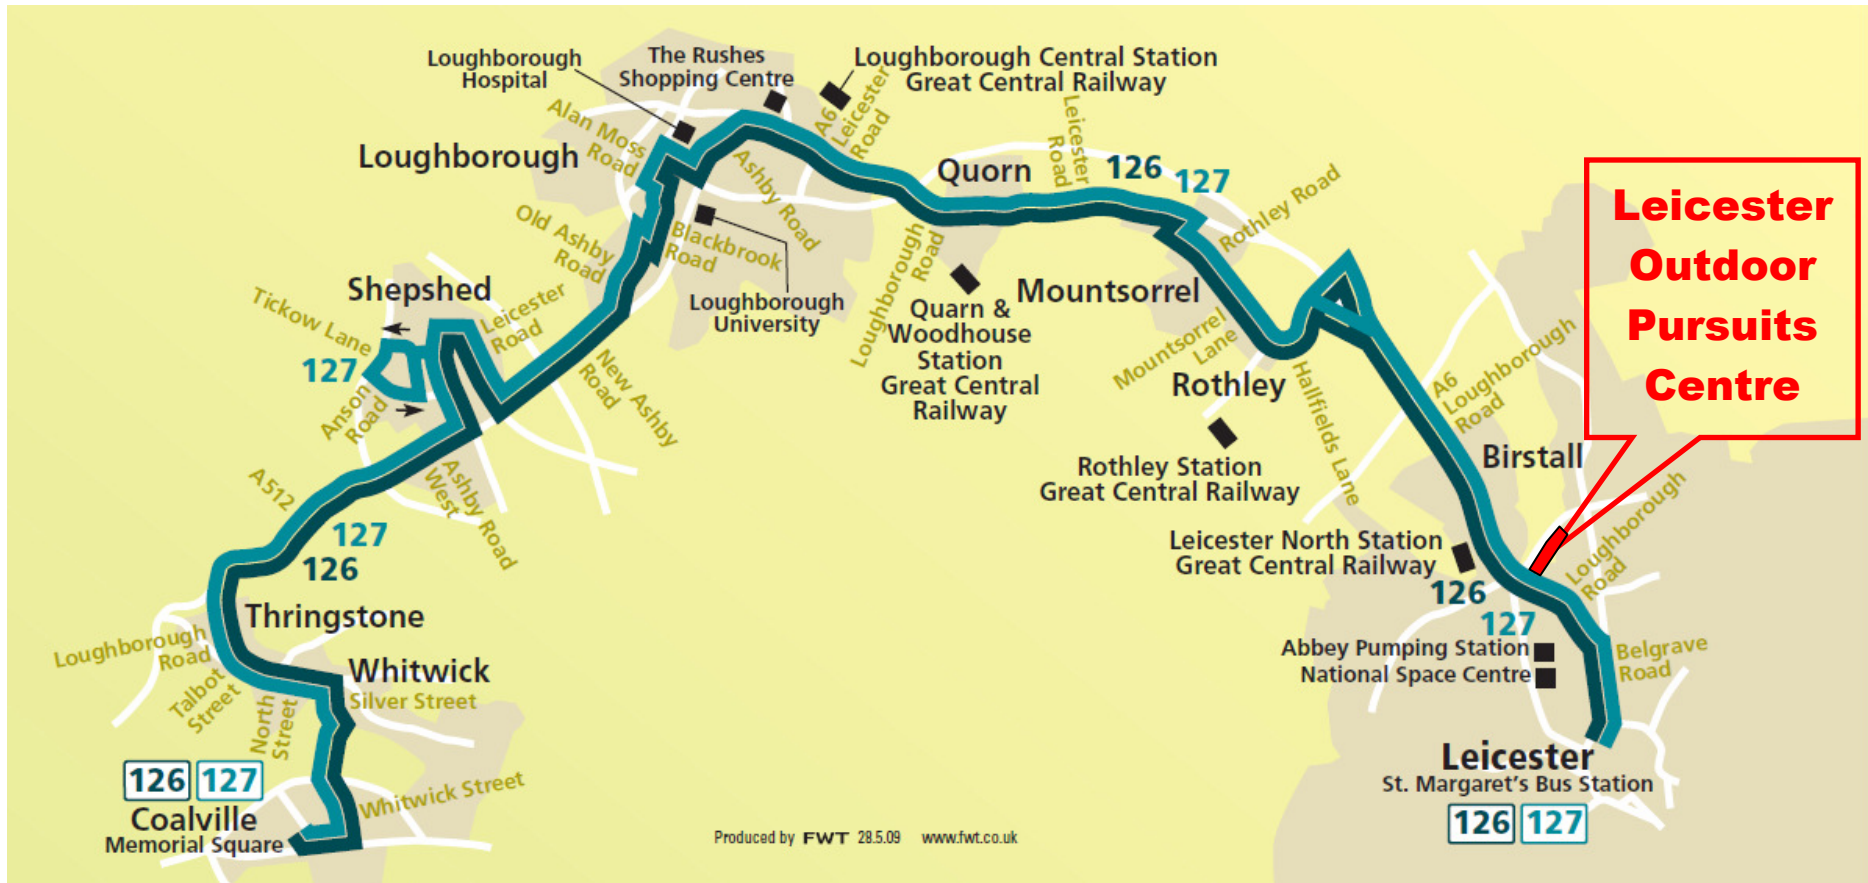 Loughborough
Hospital
The Rushes
Shopping Centre
Loughborough Central Station
Great Central Railway
Alan Moss
Road
A6
Leicester
Road
Loughborough
Ashby Road
Quorn
Leicester
Road
126
127
Rothley Road
Leicester
Outdoor
Pursuits
Centre
Old Ashby
Road
Blackbrook
Road
Loughborough
University
Loughborough
Road
Quarn &
Woodhouse
Station
Great Central
Railway
Mountsorrel
Shepshed
Tickow Lane
127
Leicester
Road
Anson
Road
New Ashby
Road
Mountsorrel
Lane
Rothley
Hallfields Lane
A6
Loughborough
Road
Birstall
Rothley Station
Great Central Railway
A512
Ashby Road
West
127
126
Leicester North Station
Great Central Railway
126
127
Loughborough
Road
Thringstone
Loughborough
Road
Talbot
Street
North
Street
Whitwick
Silver Street
Abbey Pumping Station
National Space Centre
Belgrave
Road
126 127
Coalville
Memorial Square
Whitwick Street
Leicester
St. Margaret's Bus Station
126 127
Produced by FWT 28.5.09 www.fwt.co.uk